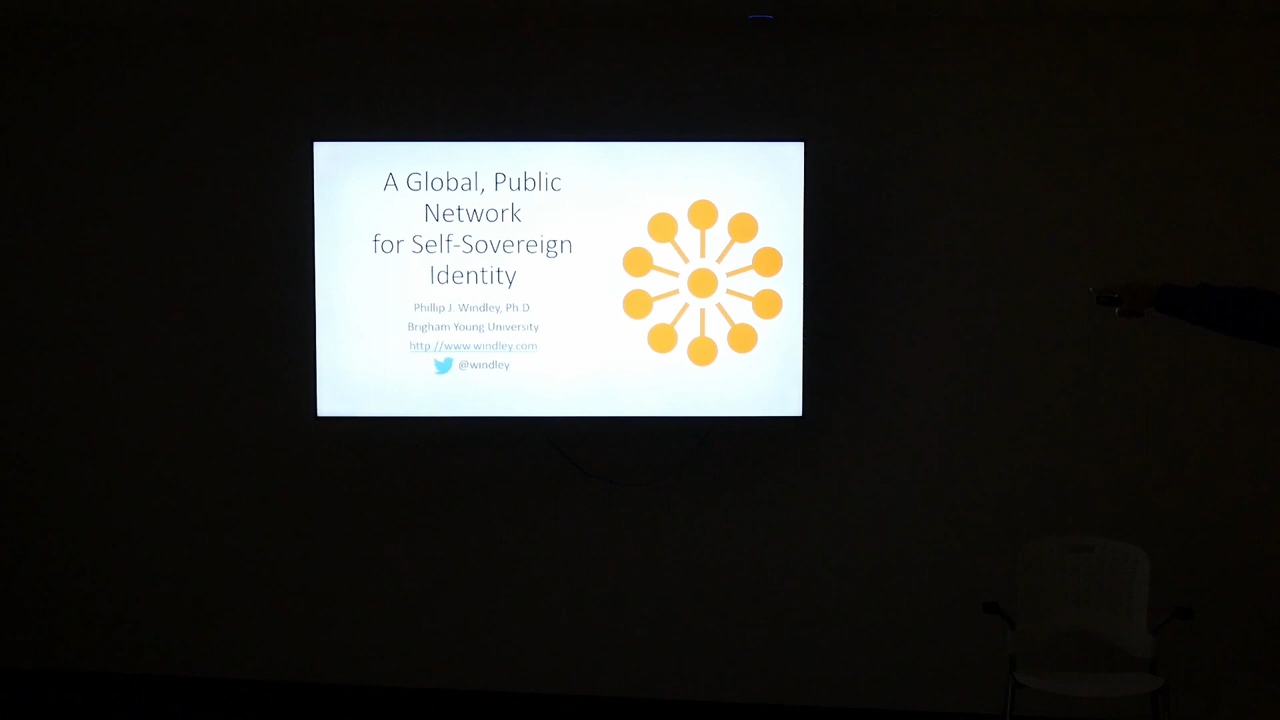 A Global, Public
Network
for Self-Sovereign
Identity
Phillip J. Windley, Ph.D.
Brigham Young University
http://www.windley.com
@windley